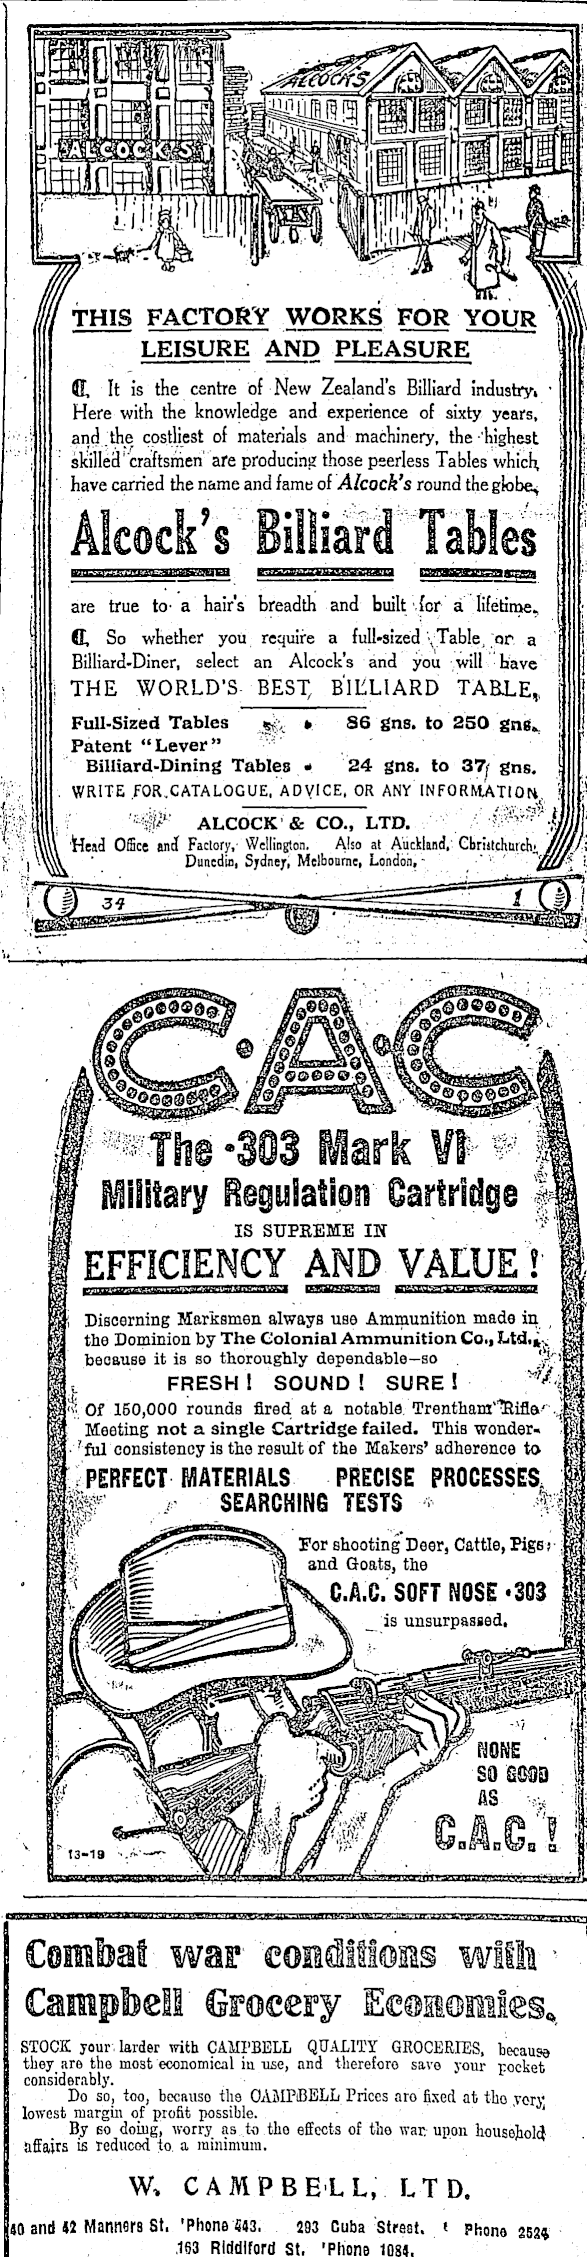 ALCOCK'S
ALCOCK'S
THIS FACTORY WORKS FOR YOUR
LEISURE AND PLEASURE
It is the centre of New Zealand's Billiard industry.
Here with the knowledge and experience of sixty years,
and the costliest of materials and machinery, the highest
skilled craftsmen are producing those peerless Tables which
have carried the name and fame of Alcock's round the globe.
Alcock's Billiard Tables
are true to a hair's breadth and built for a lifetime.
So whether you require a full-sized Table or a
Billiard-Diner, select an Alcock's and you will have
THE WORLD'S BEST BILLIARD TABLE.
Full-Sized Tables 86 gns. to 250 gns.
Patent "Lever"
Billiard-Dining Tables 24 gns. to 37 gns.
WRITE FOR CATALOGUE, ADVICE, OR ANY INFORMATION
ALCOCK & CO., LTD.
Head Office and Factory, Wellington. Also at Auckland, Christchurch,
Dunedin, Sydney, Melbourne, London.
34 1
C·A·C
The ·303 Mark VI
Military Regulation Cartridge
IS SUPREME IN
EFFICIENCY AND VALUE!
Discerning Marksmen always use Ammunition made in
the Dominion by The Colonial Ammunition Co., Ltd.,
because it is so thoroughly dependable—so
FRESH! SOUND! SURE!
Of 150,000 rounds fired at a notable Trentham Rifle
Meeting not a single Cartridge failed. This wonder-
ful consistency is the result of the Makers' adherence to
PERFECT MATERIALS PRECISE PROCESSES
SEARCHING TESTS
For shooting Deer, Cattle, Pigs,
and Goats, the
C.A.C. SOFT NOSE ·303
is unsurpassed.
NONE
SO GOOD
AS
C.A.C.!
13-19
Combat war conditions with
Campbell Grocery Economies.
STOCK your larder with CAMPBELL QUALITY GROCERIES, because
they are the most economical in use, and therefore save your pocket
considerably.
Do so, too, because the CAMPBELL Prices are fixed at the very
lowest margin of profit possible.
By so doing, worry as to the effects of the war upon household
affairs is reduced to a minimum.
W. CAMPBELL, LTD.
40 and 42 Manners St. 'Phone 443. 293 Cuba Street. Phone 2524
163 Riddiford St. 'Phone 1084.